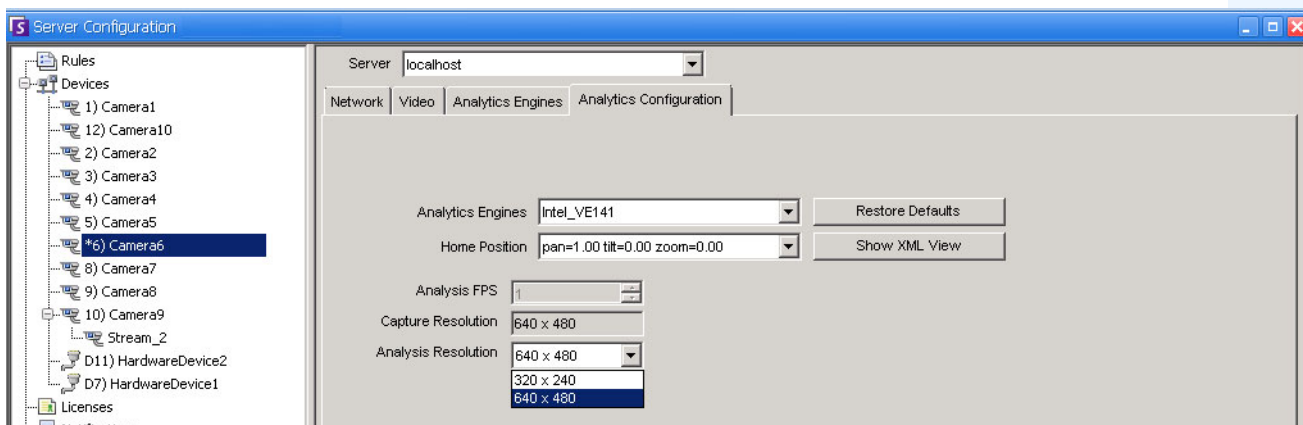 Server Configuration
Rules
Devices
1) Camera1
12) Camera10
2) Camera2
3) Camera3
4) Camera4
5) Camera5
*6) Camera6
8) Camera7
9) Camera8
10) Camera9
Stream_2
D11) HardwareDevice2
D7) HardwareDevice1
Licenses
Server localhost
Network Video Analytics Engines Analytics Configuration
Analytics Engines Intel_VE141 Restore Defaults
Home Position pan=1.00 tilt=0.00 zoom=0.00 Show XML View
Analysis FPS 1
Capture Resolution 640 x 480
Analysis Resolution 640 x 480
320 x 240
640 x 480